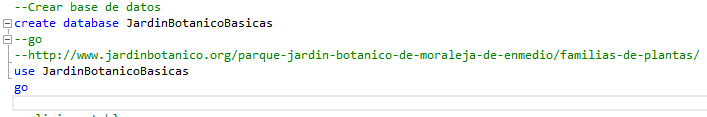 --Crear base de datos
create database JardinBotanicoBasicas
--go
--http://www.jardinbotanico.org/parque-jardin-botanico-de-moraleja-de-enmedio/familias-de-plantas/
use JardinBotanicoBasicas
go